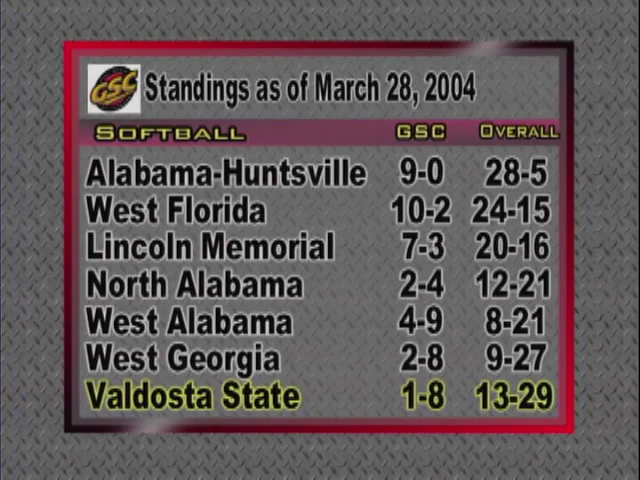 GSC Standings as of March 28, 2004
SOFTBALL GSC OVERALL
Alabama-Huntsville 9-0 28-5
West Florida 10-2 24-15
Lincoln Memorial 7-3 20-16
North Alabama 2-4 12-21
West Alabama 4-9 8-21
West Georgia 2-8 9-27
Valdosta State 1-8 13-29